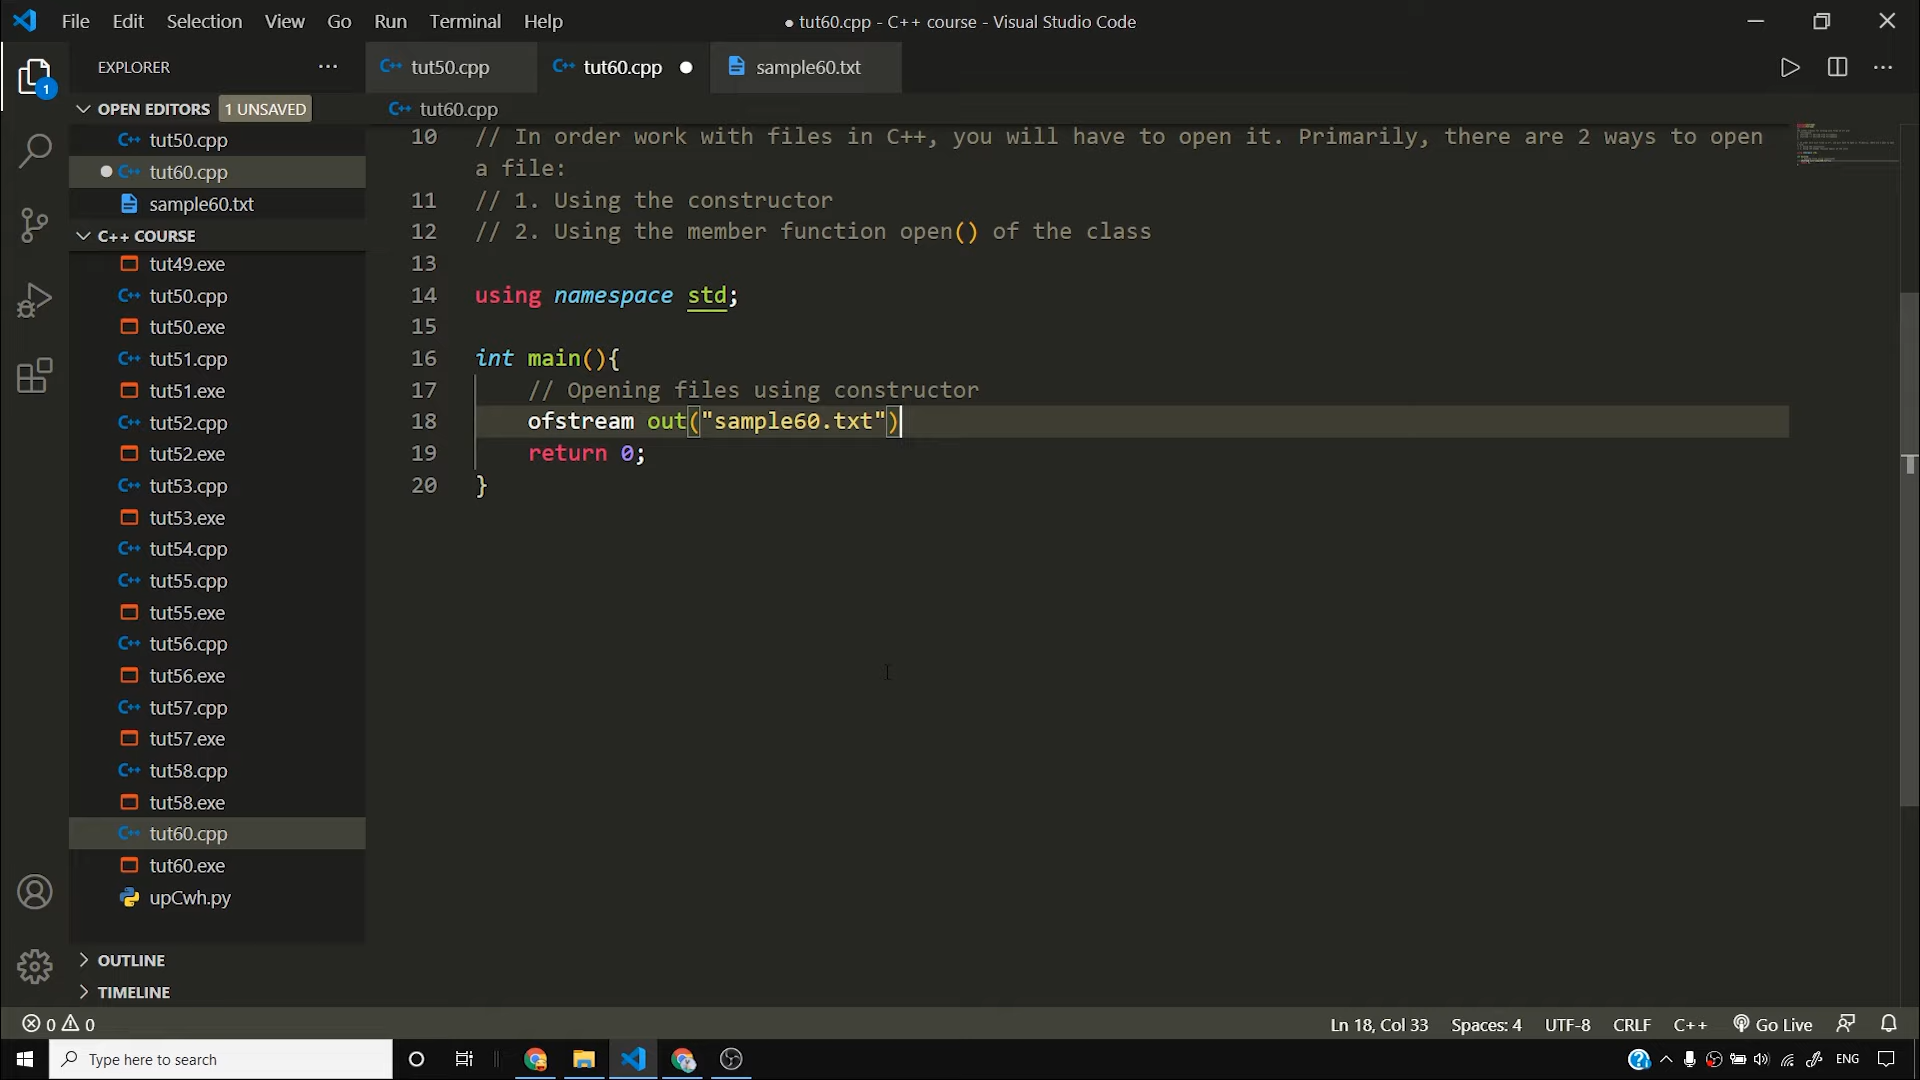 File Edit Selection View Go Run Terminal Help
● tut60.cpp - C++ course - Visual Studio Code
EXPLORER
1
OPEN EDITORS 1 UNSAVED
tut50.cpp
tut60.cpp
sample60.txt
C++ COURSE
tut49.exe
tut50.cpp
tut50.exe
tut51.cpp
tut51.exe
tut52.cpp
tut52.exe
tut53.cpp
tut53.exe
tut54.cpp
tut55.cpp
tut55.exe
tut56.cpp
tut56.exe
tut57.cpp
tut57.exe
tut58.cpp
tut58.exe
tut60.cpp
tut60.exe
upCwh.py
OUTLINE
TIMELINE
tut50.cpp tut60.cpp sample60.txt
tut60.cpp
10 // In order work with files in C++, you will have to open it. Primarily, there are 2 ways to open
a file:
11 // 1. Using the constructor
12 // 2. Using the member function open() of the class
13
14 using namespace std;
15
16 int main(){
17 // Opening files using constructor
18 ofstream out("sample60.txt")
19 return 0;
20 }
0 0 Ln 18, Col 33 Spaces: 4 UTF-8 CRLF C++ Go Live
Type here to search
ENG